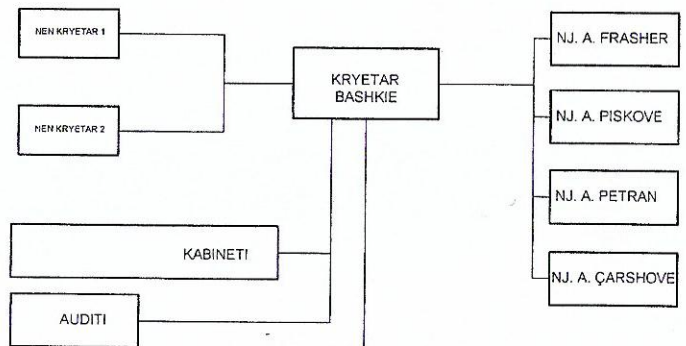 NEN KRYETAR 1
NEN KRYETAR 2
KRYETAR
BASHKIE
KABINETI
AUDITI
NJ. A. FRASHER
NJ. A. PISKOVE
NJ. A. PETRAN
NJ. A. ÇARSHOVE